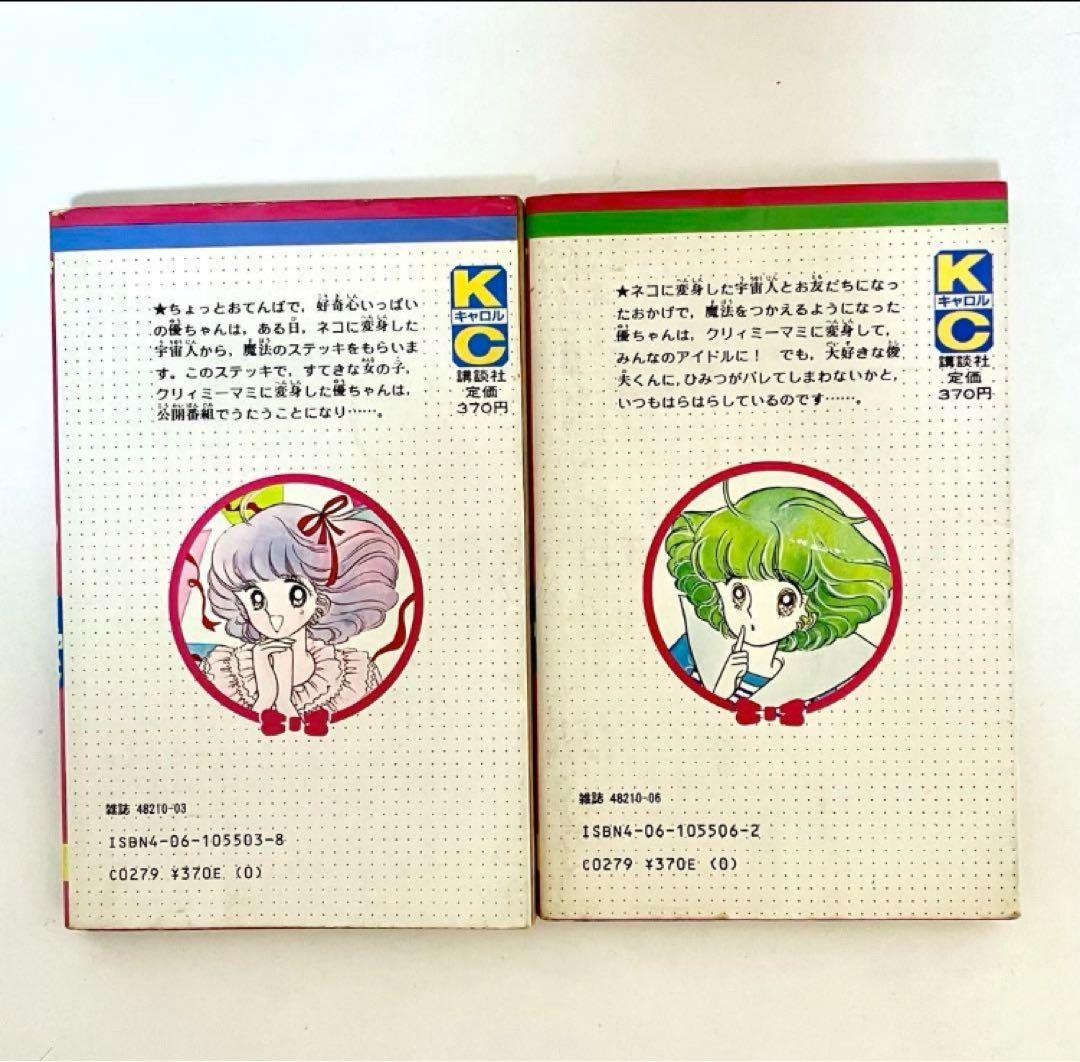 ★ちょっとおてんばで，好奇心いっぱい
の優ちゃんは，ある日，ネコに変身した
宇宙人から，魔法のステッキをもらいま
す。このステッキで，すてきな女の子，
クリィミーマミに変身した優ちゃんは，
公開番組でうたうことになり……。
K
キャロル
C
講談社
定価
370円
雑誌 48210-03
ISBN4-06-105503-8
C0279 ¥370E (0)
★ネコに変身した宇宙人とお友だちになっ
たおかげで，魔法をつかえるようになった
優ちゃんは，クリィミーマミに変身して，
みんなのアイドルに！ でも，大好きな俊
夫くんに，ひみつがバレてしまわないかと，
いつもはらはらしているのです……。
K
キャロル
C
講談社
定価
370円
雑誌 48210-06
ISBN4-06-105506-2
C0279 ¥370E (0)